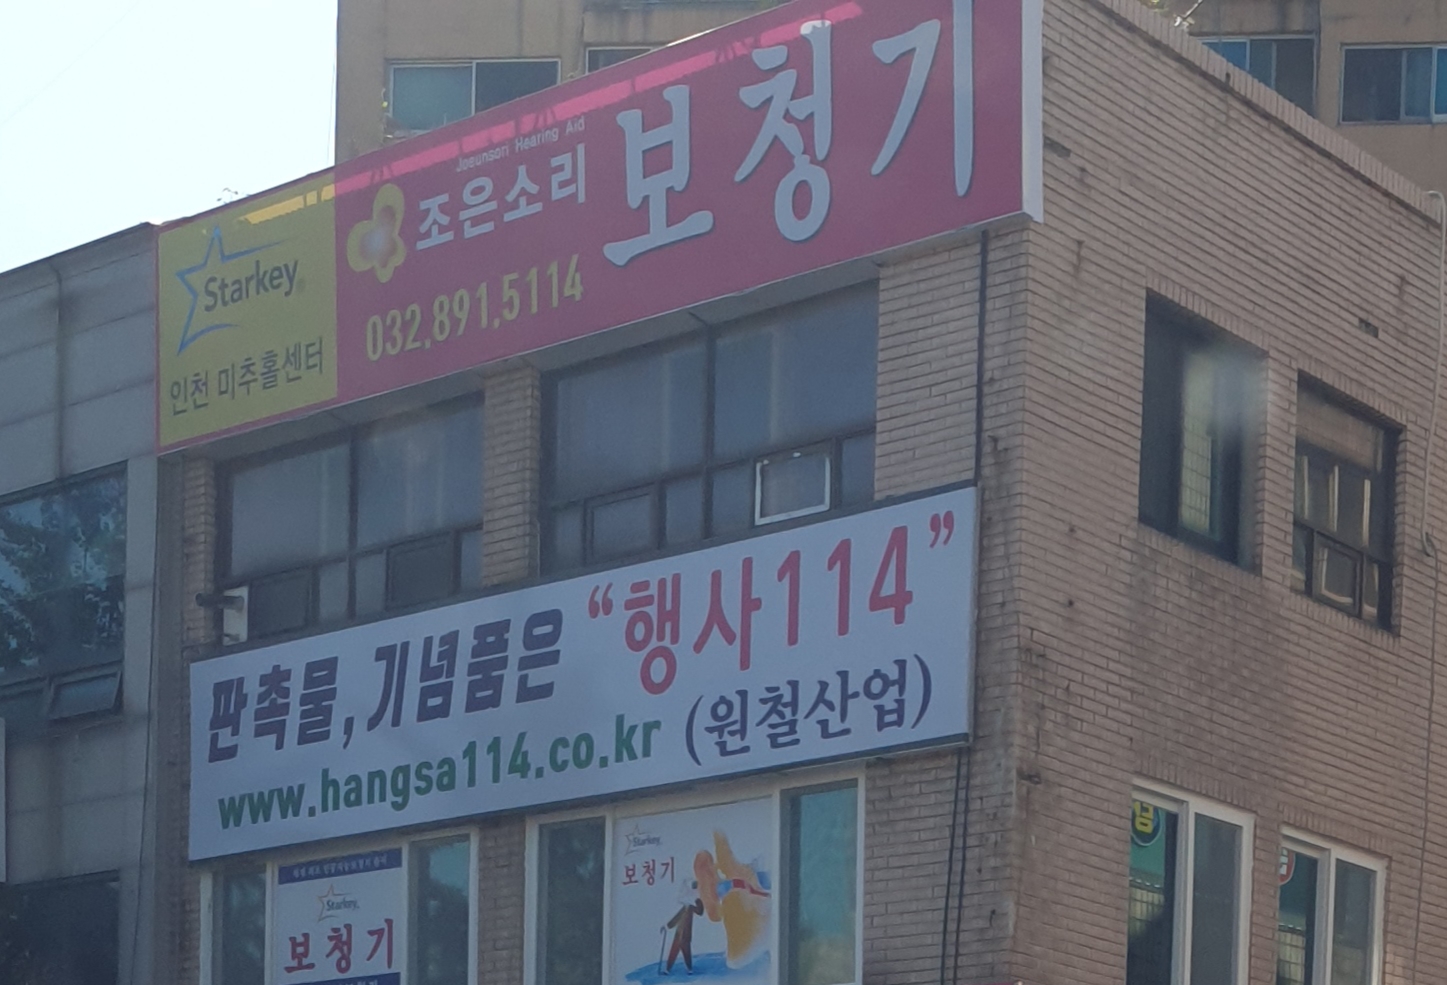 Starkey
인천 미추홀센터
Joeunsori Hearing Aid
조은소리 보청기
032.891.5114
판촉물, 기념품은 “행사114”
www.hangsa114.co.kr (원철산업)
Starkey
보청기
Starkey
보청기
금